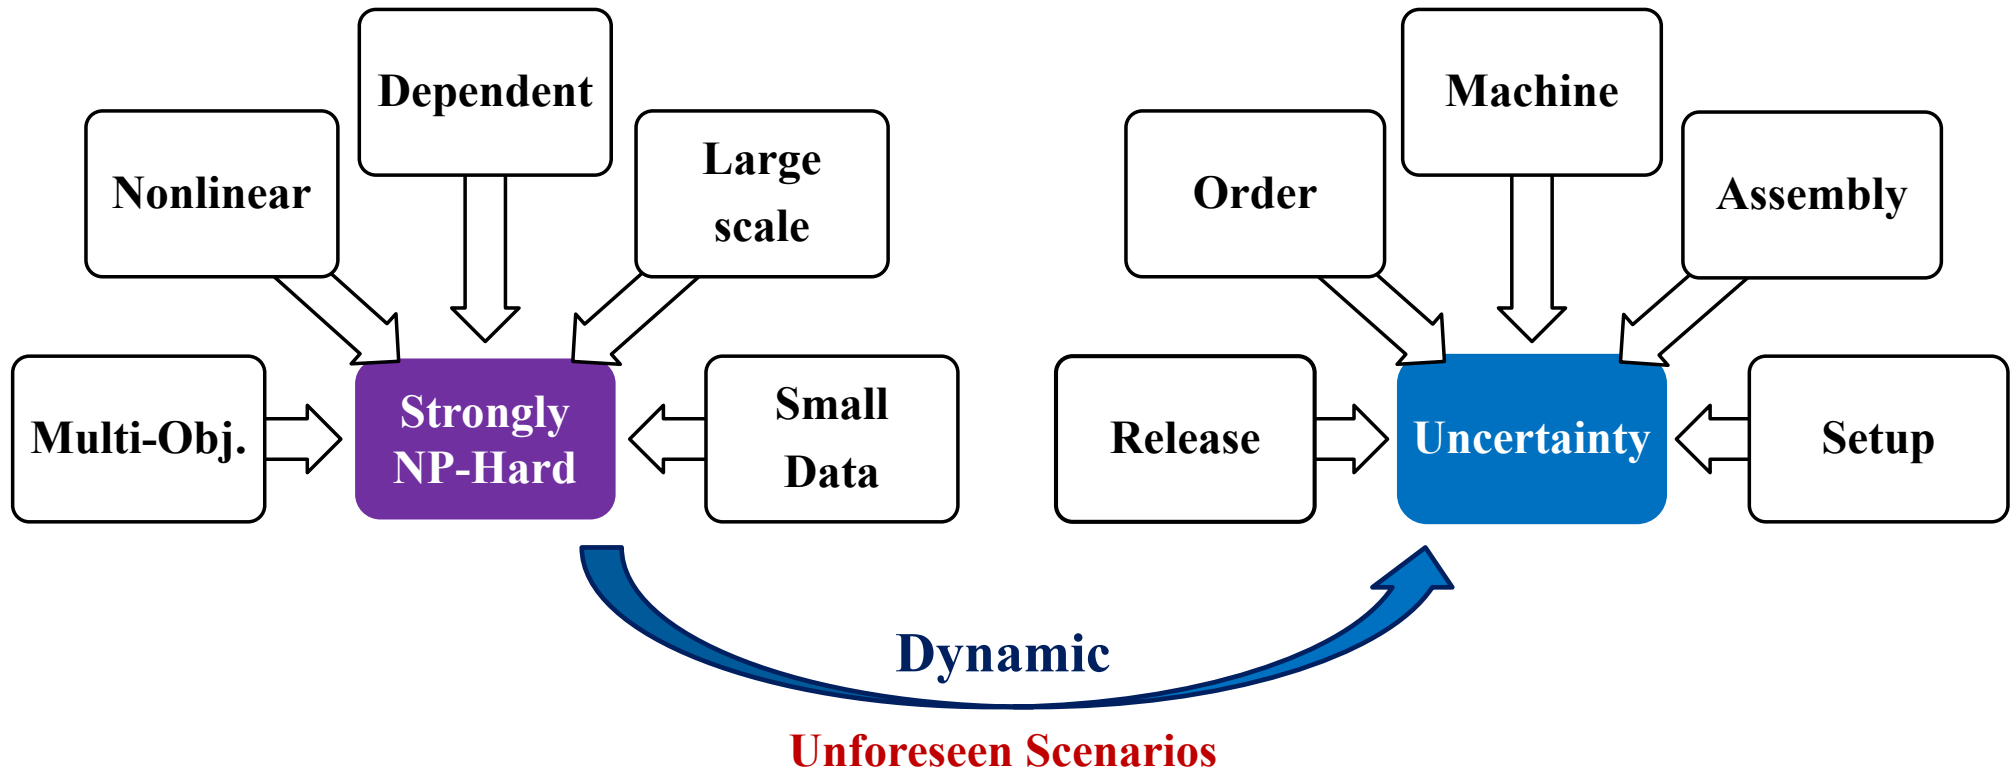 Dependent
Nonlinear
Large
scale
Multi-Obj.
Strongly
NP-Hard
Small
Data
Machine
Order
Assembly
Release
Uncertainty
Setup
Dynamic
Unforeseen Scenarios